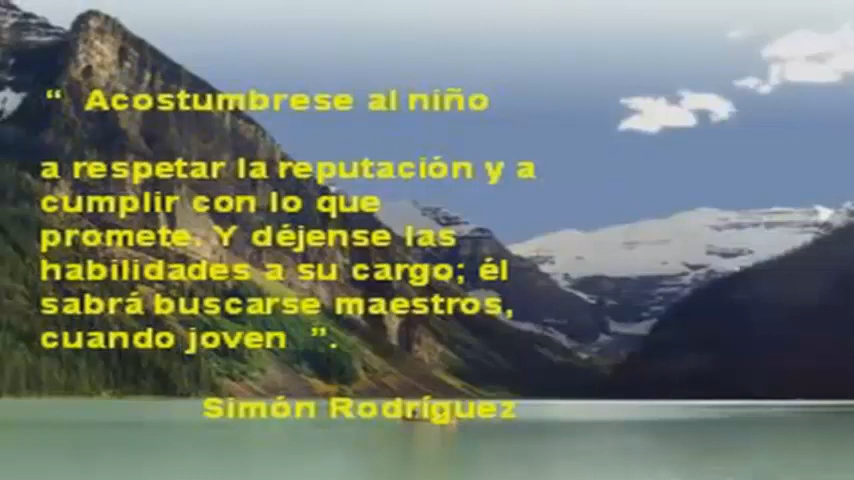 “ Acostumbrese al niño
a respetar la reputación y a
cumplir con lo que
promete. Y déjense las
habilidades a su cargo; él
sabrá buscarse maestros,
cuando joven ”.
Simón Rodríguez